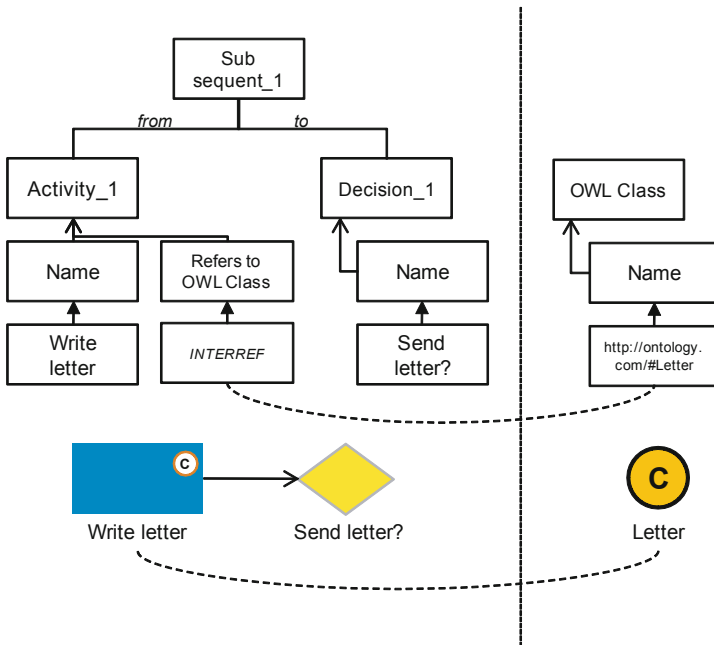 Sub
sequent_1
from
to
Activity_1
Decision_1
OWL Class
Name
Refers to
OWL Class
Name
Name
Write
letter
INTERREF
Send
letter?
http://ontology.
com/#Letter
C
C
Write letter
Send letter?
Letter